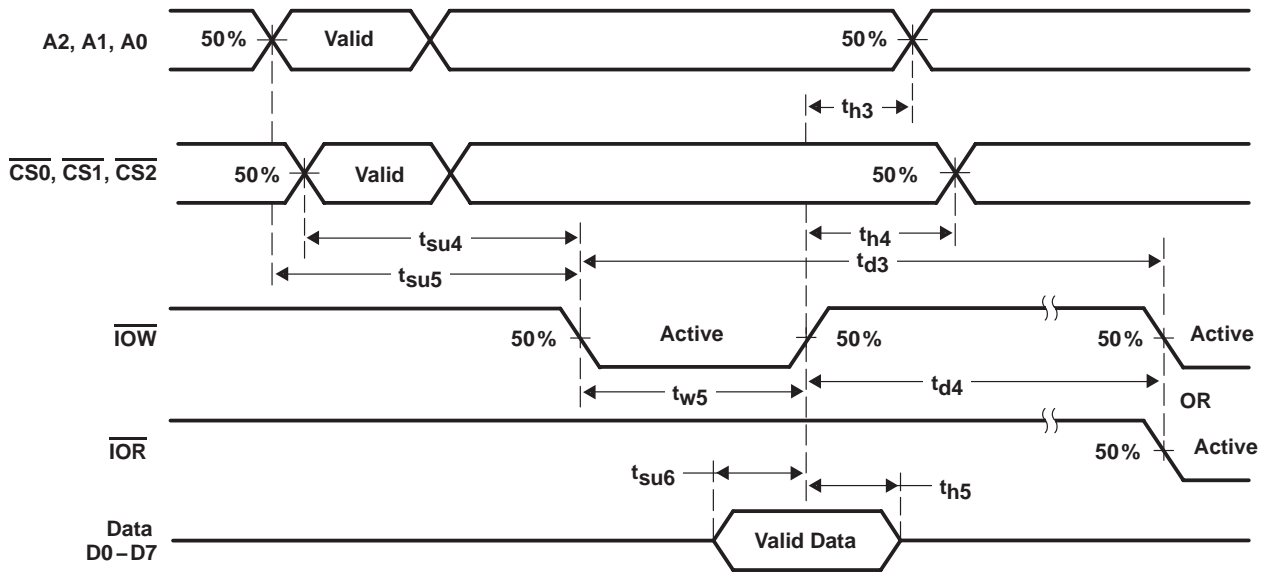 A2, A1, A0 50% Valid 50%
th3
CS0, CS1, CS2 50% Valid 50%
tsu4 th4
tsu5 td3
IOW 50% Active 50% 50% Active
tw5 td4
OR
IOR 50% Active
tsu6 th5
Data
D0–D7 Valid Data